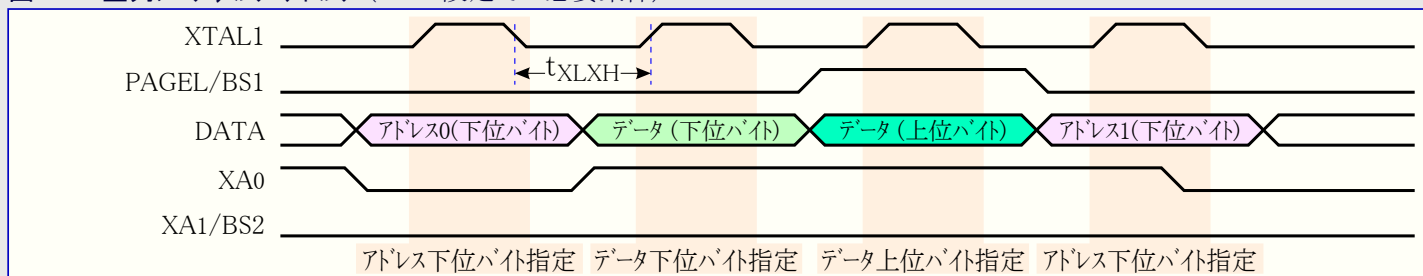 XTAL1
tXLXH
PAGEL/BS1
DATA
アドレス0(下位バイト)
データ (下位バイト)
データ (上位バイト)
アドレス1(下位バイト)
XA0
XA1/BS2
アドレス下位バイト指定 データ下位バイト指定 データ上位バイト指定 アドレス下位バイト指定